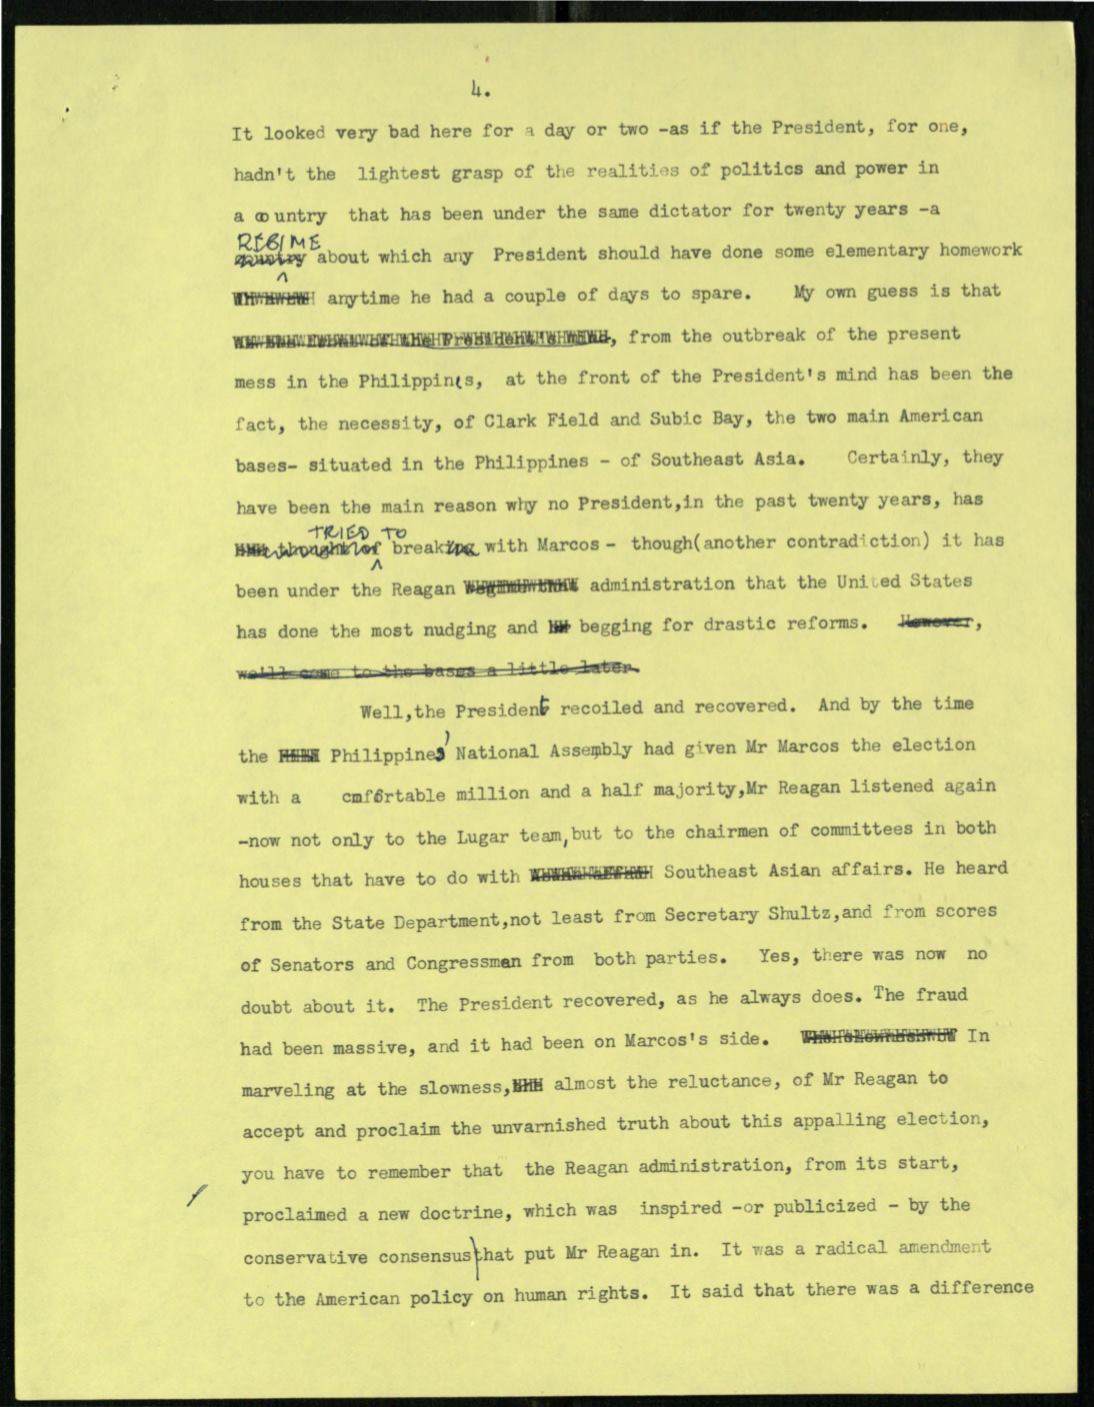 4.
It looked very bad here for a day or two -as if the President, for one,
hadn't the lightest grasp of the realities of politics and power in
a country that has been under the same dictator for twenty years -a
REGIME
country about which any President should have done some elementary homework
anytime he had a couple of days to spare. My own guess is that
the President's mind, from the outbreak of the present
mess in the Philippines, at the front of the President's mind has been the
fact, the necessity, of Clark Field and Subic Bay, the two main American
bases- situated in the Philippines - of Southeast Asia. Certainly, they
have been the main reason why no President,in the past twenty years, has
TRIED TO
thought of breaking with Marcos - though(another contradiction) it has
been under the Reagan administration that the United States
has done the most nudging and begging for drastic reforms. However,
we'll come to the bases a little later.
Well,the President recoiled and recovered. And by the time
the Philippines' National Assembly had given Mr Marcos the election
with a cmfortable million and a half majority,Mr Reagan listened again
-now not only to the Lugar team,but to the chairmen of committees in both
houses that have to do with Southeast Asian affairs. He heard
from the State Department,not least from Secretary Shultz,and from scores
of Senators and Congressmen from both parties. Yes, there was now no
doubt about it. The President recovered, as he always does. The fraud
had been massive, and it had been on Marcos's side. In
marveling at the slowness, almost the reluctance, of Mr Reagan to
accept and proclaim the unvarnished truth about this appalling election,
you have to remember that the Reagan administration, from its start,
proclaimed a new doctrine, which was inspired -or publicized - by the
conservative consensus that put Mr Reagan in. It was a radical amendment
to the American policy on human rights. It said that there was a difference